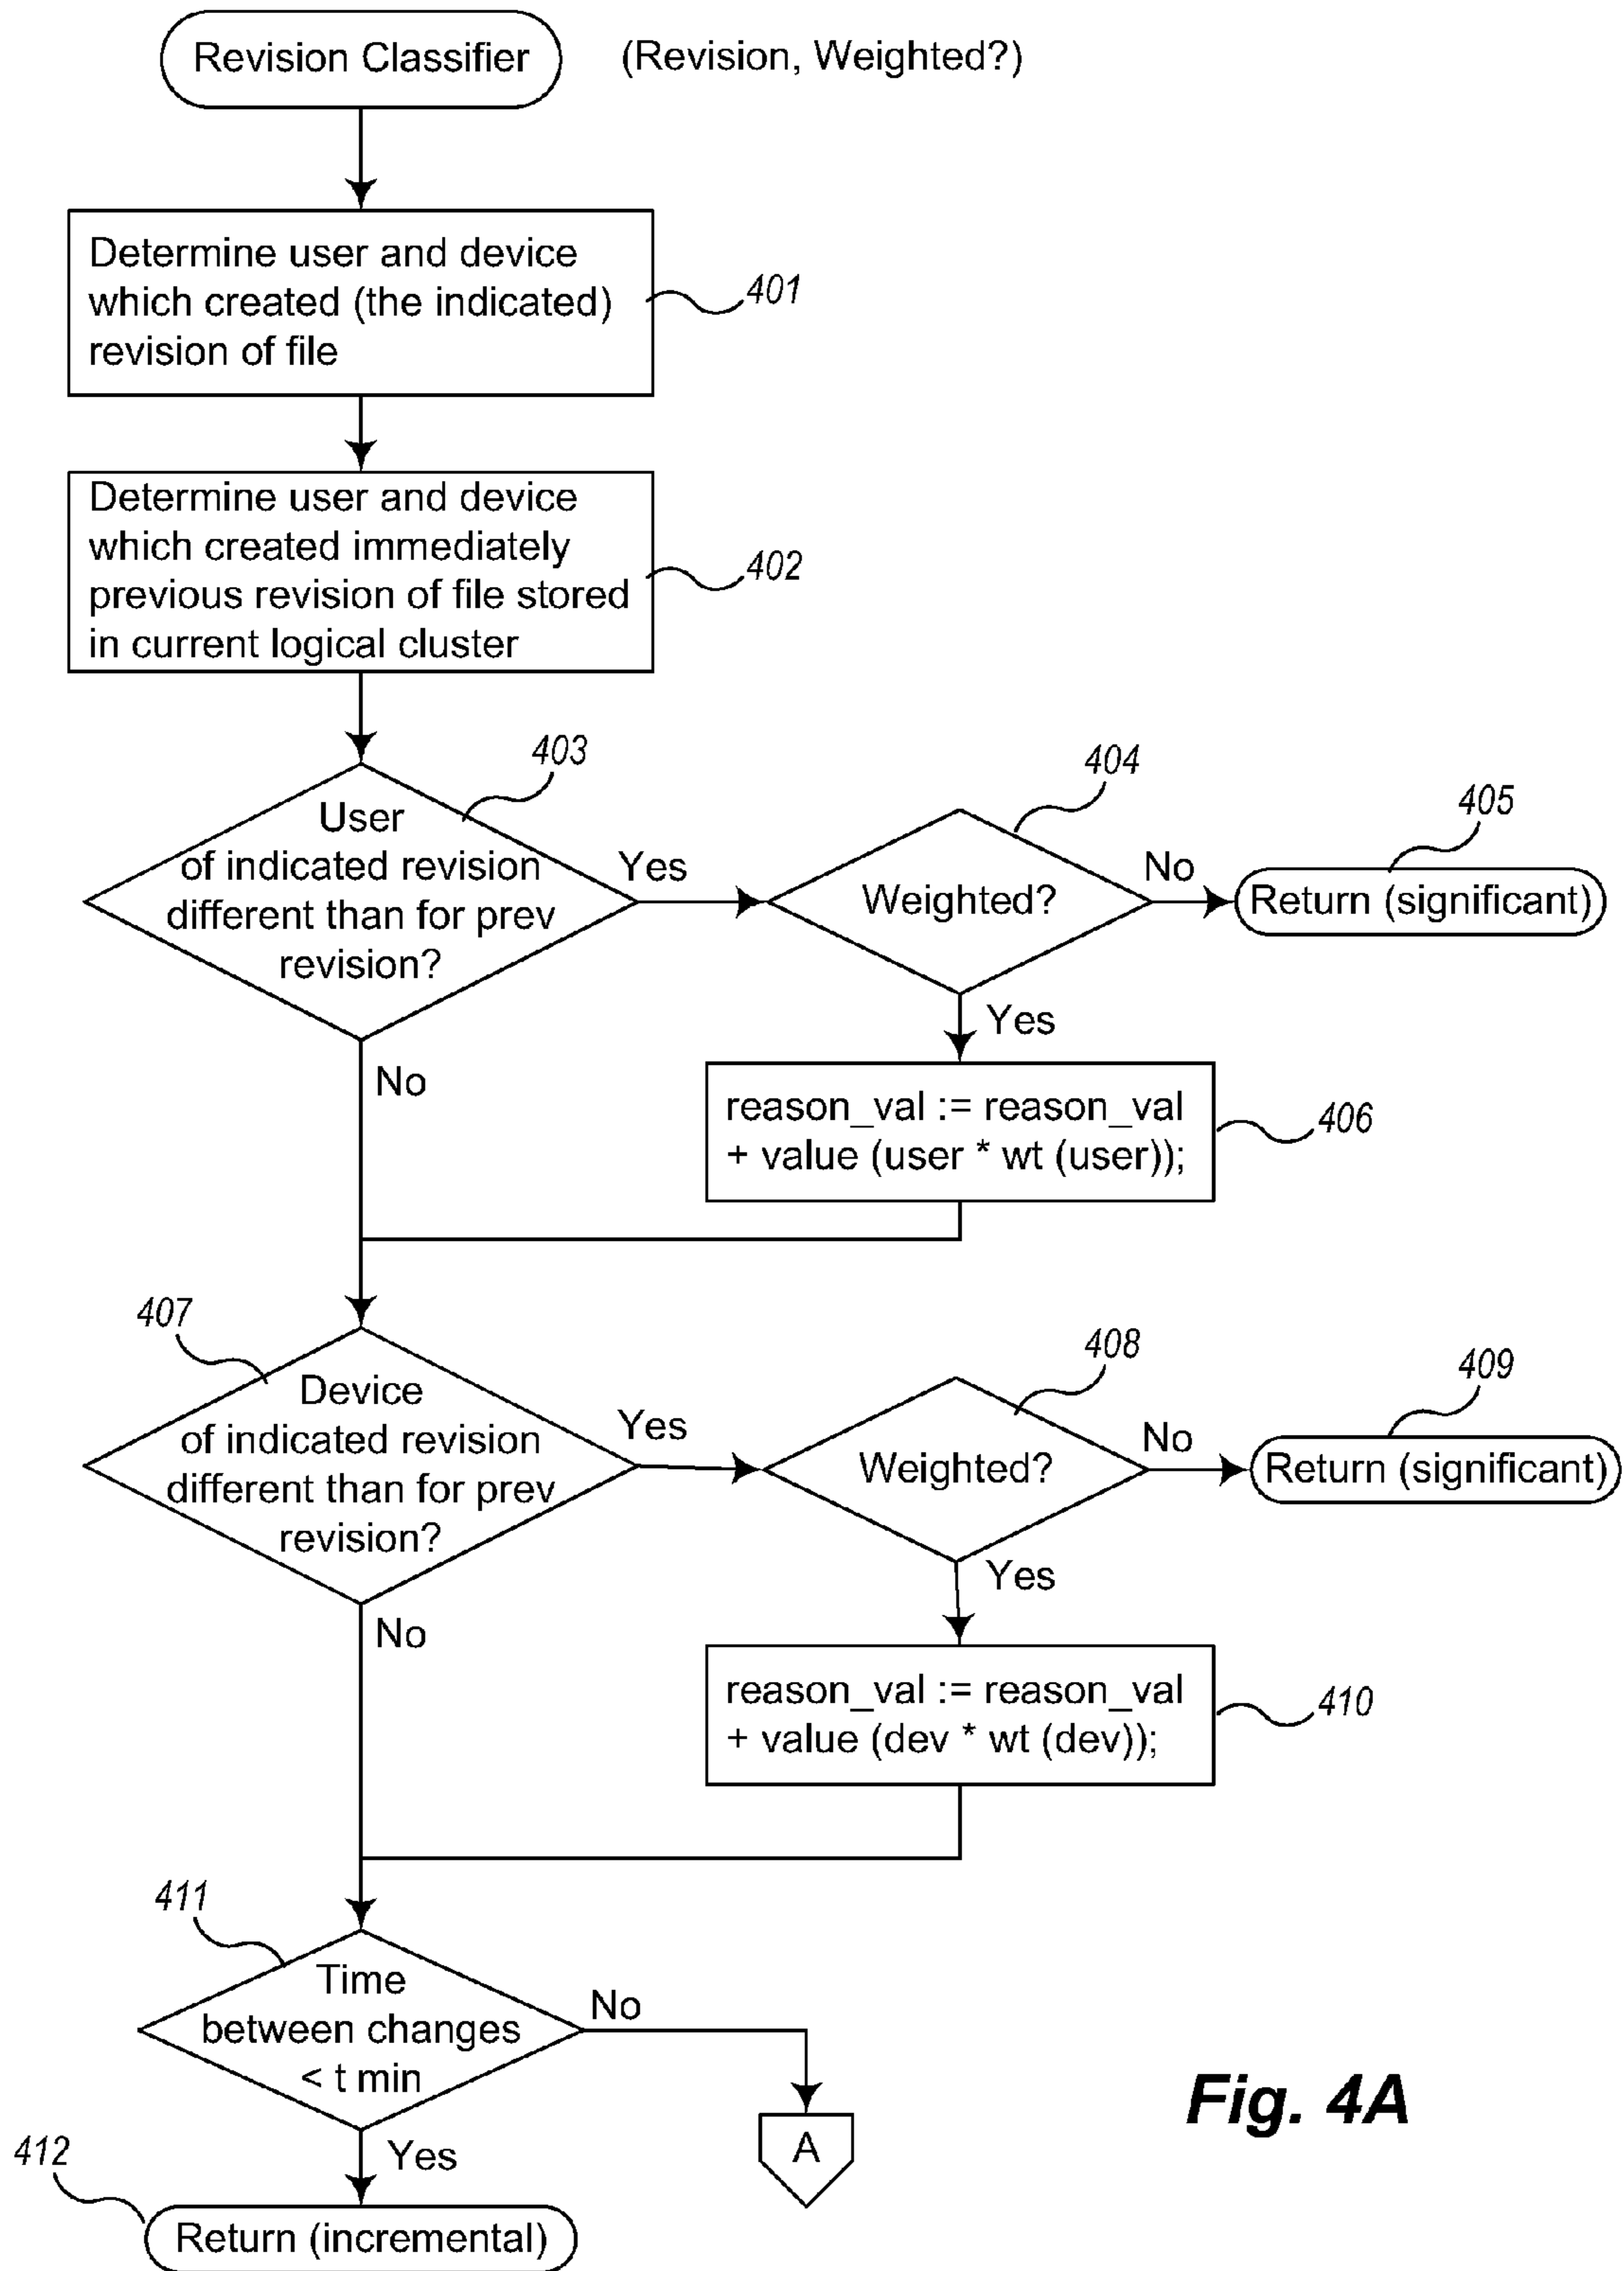 Revision Classifier
(Revision, Weighted?)
Determine user and device
which created (the indicated)
revision of file
401
Determine user and device
which created immediately
previous revision of file stored
in current logical cluster
402
403
User
of indicated revision
different than for prev
revision?
Yes
No
404
Weighted?
No
Yes
405
Return (significant)
reason_val := reason_val
+ value (user * wt (user));
406
407
Device
of indicated revision
different than for prev
revision?
Yes
No
408
Weighted?
No
Yes
409
Return (significant)
reason_val := reason_val
+ value (dev * wt (dev));
410
411
Time
between changes
< t min
No
Yes
A
412
Return (incremental)
Fig. 4A